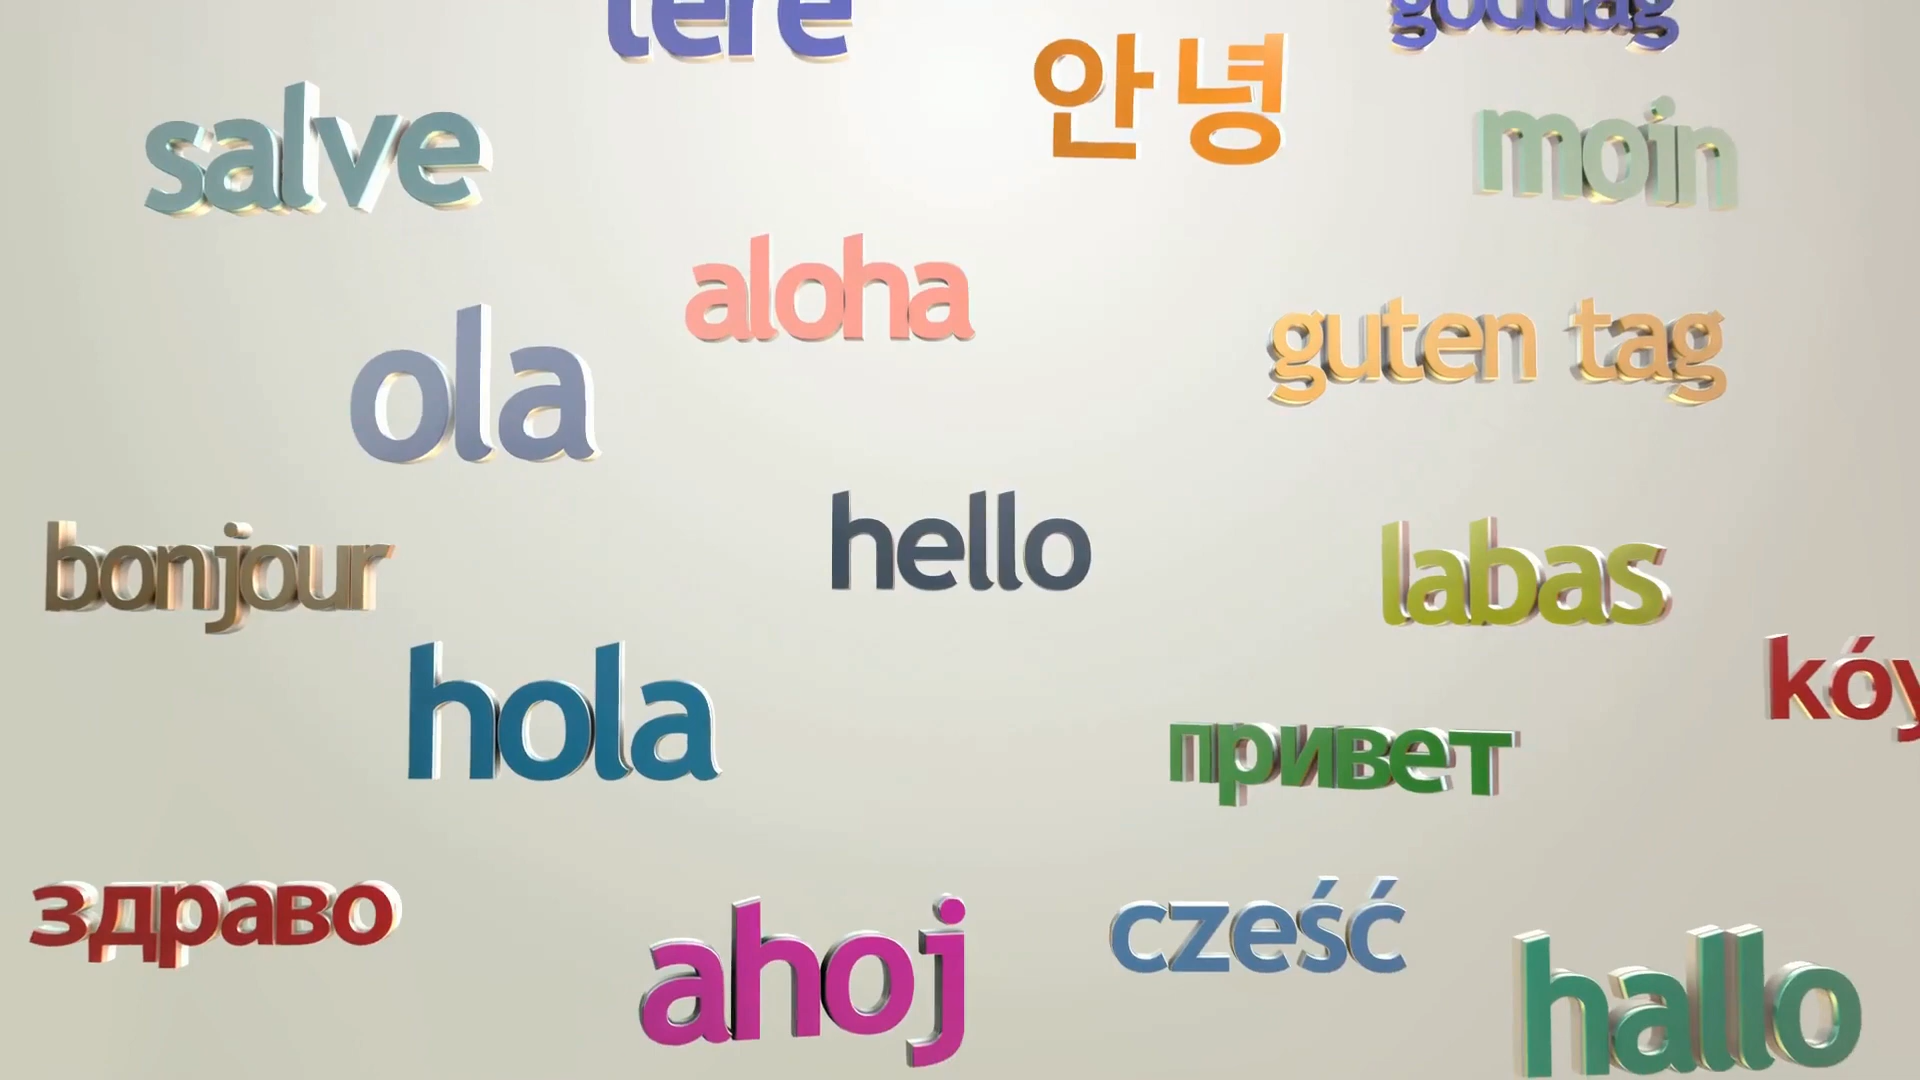 tere
goddag
안녕
salve
moin
aloha
guten tag
ola
hello
bonjour
labas
hola
привет
здраво
ahoj
cześć
hallo